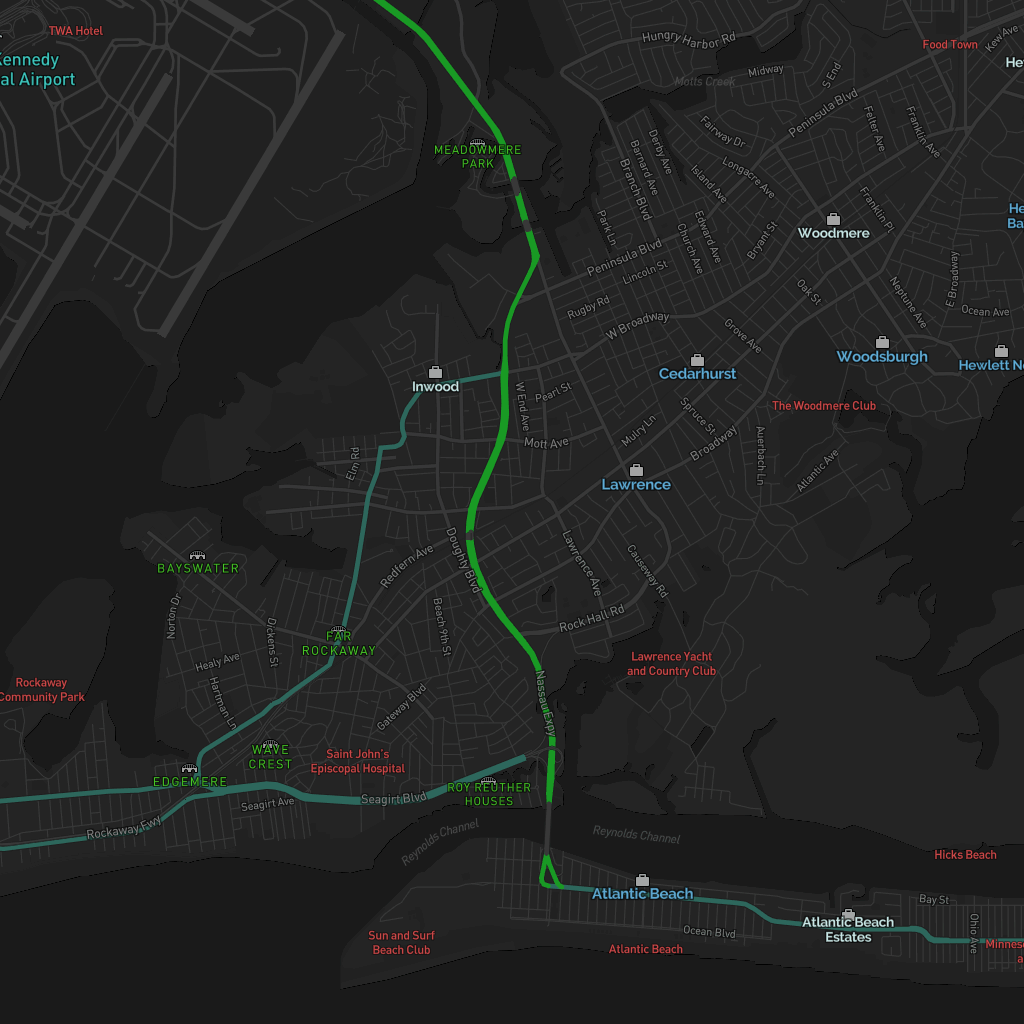 TWA Hotel
Kennedy
al Airport
Hungry Harbor Rd
Food Town
Kew Ave
Midway
S End
Motts Creek
Peninsula Blvd
Fairway Dr
Felter Ave
Franklin Ave
Derby Ave
Barnard Ave
Branch Blvd
MEADOWMERE
PARK
Longacre Ave
Island Ave
Franklin Pl
Park Ln
Edward Ave
Church Ave
Bryant St
Woodmere
Peninsula Blvd
Lincoln St
E Broadway
Neptune Ave
Oak St
Rugby Rd
W Broadway
Grove Ave
Ocean Ave
Woodsburgh
Cedarhurst
Inwood
W End Ave
Pearl St
The Woodmere Club
Spruce St
Mulry Ln
Mott Ave
Broadway
Auerbach Ln
Atlantic Ave
Elm Rd
Lawrence
Doughty Blvd
Redfern Ave
Lawrence Ave
Causeway Rd
BAYSWATER
Norton Dr
Dickens St
FAR
ROCKAWAY
Beach 9th St
Rock Hall Rd
Healy Ave
Hartman Ln
Rockaway
Community Park
Lawrence Yacht
and Country Club
Gateway Blvd
Nassau Expy
WAVE
CREST
Saint John's
Episcopal Hospital
EDGEMERE
ROY REUTHER
HOUSES
Seagirt Ave
Seagirt Blvd
Rockaway Fwy
Reynolds Channel
Reynolds Channel
Hicks Beach
Atlantic Beach
Bay St
Atlantic Beach
Estates
Ohio Ave
Ocean Blvd
Sun and Surf
Beach Club
Atlantic Beach